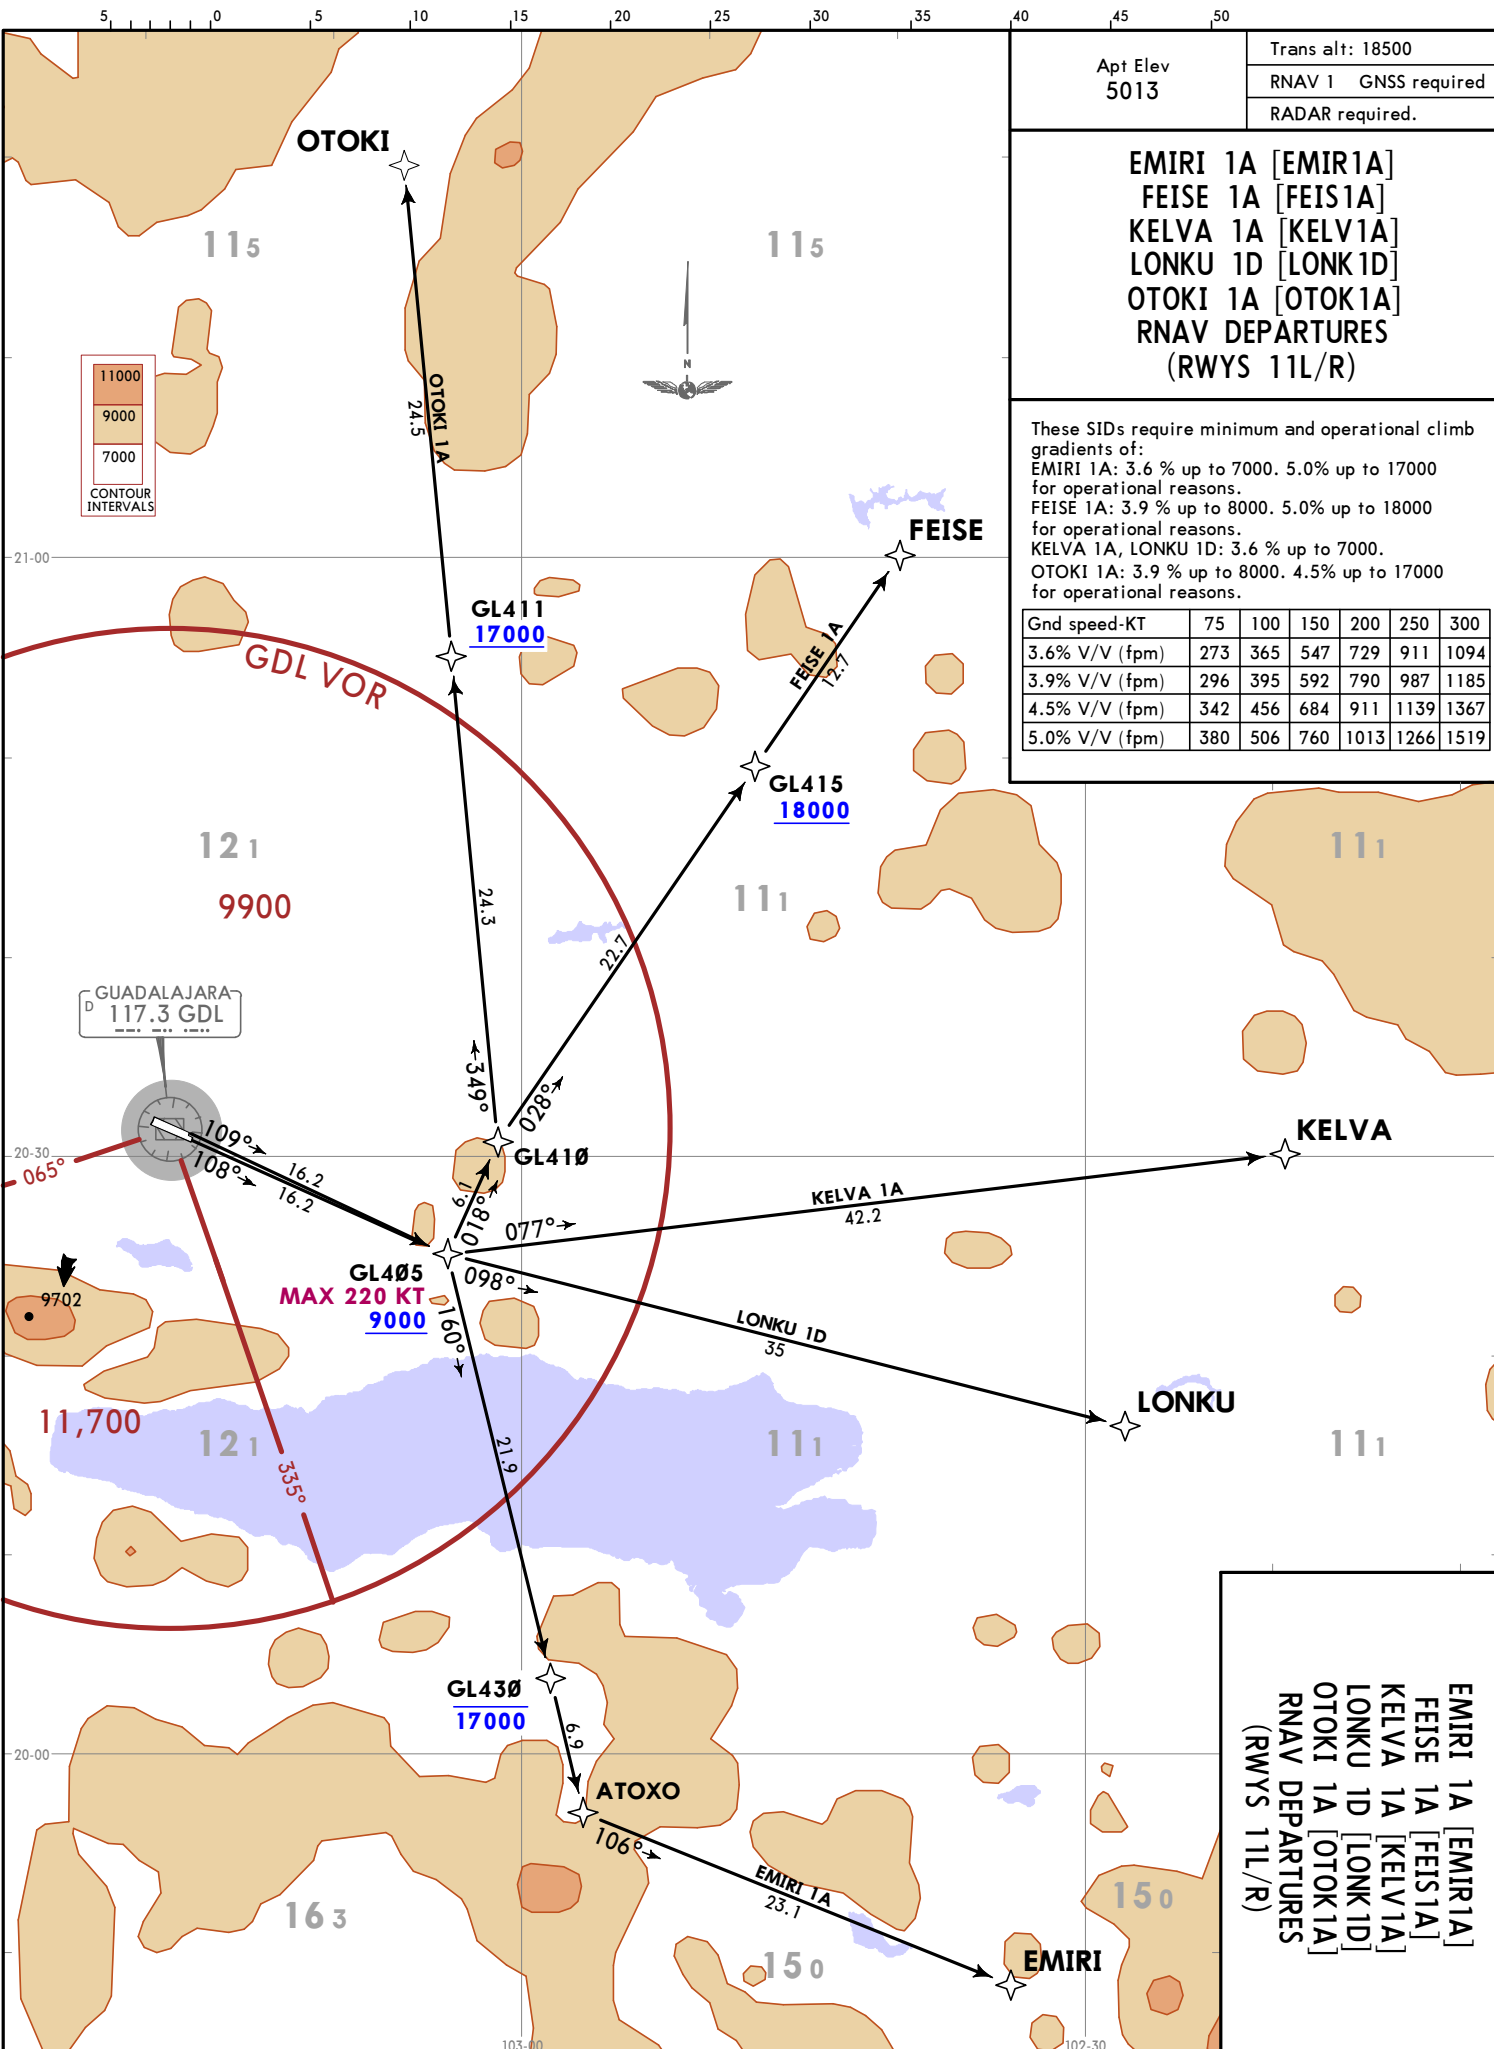 5 0 5 10 15 20 25 30 35 40 45 50
Apt Elev
5013
Trans alt: 18500
RNAV 1 GNSS required
RADAR required.
EMIRI 1A [EMIR1A]
FEISE 1A [FEIS1A]
KELVA 1A [KELV1A]
LONKU 1D [LONK1D]
OTOKI 1A [OTOK1A]
RNAV DEPARTURES
(RWYS 11L/R)
These SIDs require minimum and operational climb
gradients of:
EMIRI 1A: 3.6 % up to 7000. 5.0% up to 17000
for operational reasons.
FEISE 1A: 3.9 % up to 8000. 5.0% up to 18000
for operational reasons.
KELVA 1A, LONKU 1D: 3.6 % up to 7000.
OTOKI 1A: 3.9 % up to 8000. 4.5% up to 17000
for operational reasons.
Gnd speed-KT 75 100 150 200 250 300
3.6% V/V (fpm) 273 365 547 729 911 1094
3.9% V/V (fpm) 296 395 592 790 987 1185
4.5% V/V (fpm) 342 456 684 911 1139 1367
5.0% V/V (fpm) 380 506 760 1013 1266 1519
OTOKI
115
115
N
11000
9000
7000
CONTOUR
INTERVALS
OTOKI 1A
24.5
FEISE
21-00
GL411
17000
GDL VOR
FEISE 1A
12.7
GL415
18000
121
9900
111
111
24.3
22.7
GUADALAJARA
D 117.3 GDL
349°
028°
109°
108°
16.2
16.2
065°
20-30
GL41Ø
6.1
018°
KELVA
KELVA 1A
42.2
077°
098°
GL4Ø5
MAX 220 KT
9000
160°
9702
LONKU 1D
35
LONKU
11,700
121
111
111
335°
21.9
GL43Ø
17000
20-00
6.9
ATOXO
106°
EMIRI 1A
23.1
163
150
150
EMIRI
103-00
102-30
EMIRI 1A [EMIR1A]
FEISE 1A [FEIS1A]
KELVA 1A [KELV1A]
LONKU 1D [LONK1D]
OTOKI 1A [OTOK1A]
RNAV DEPARTURES
(RWYS 11L/R)